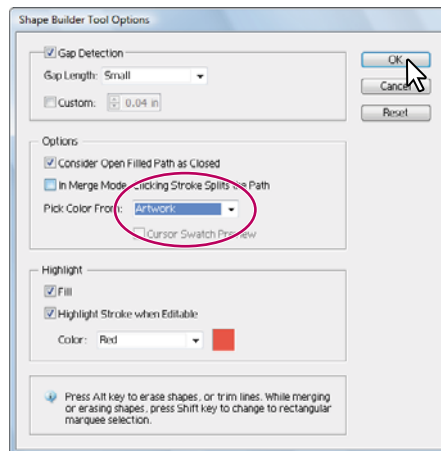 Shape Builder Tool Options
Gap Detection
Gap Length: Small
Custom: 0.04 in
OK
Cancel
Reset
Options
Consider Open Filled Path as Closed
In Merge Mode, Clicking Stroke Splits the Path
Pick Color From: Artwork
Cursor Swatch Preview
Highlight
Fill
Highlight Stroke when Editable
Color: Red
Press Alt key to erase shapes, or trim lines. While merging
or erasing shapes, press Shift key to change to rectangular
marquee selection.